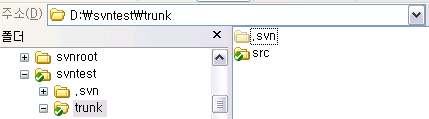 주소(D) D:₩svntest₩trunk
폴더
svnroot
svntest
.svn
trunk
.svn
src